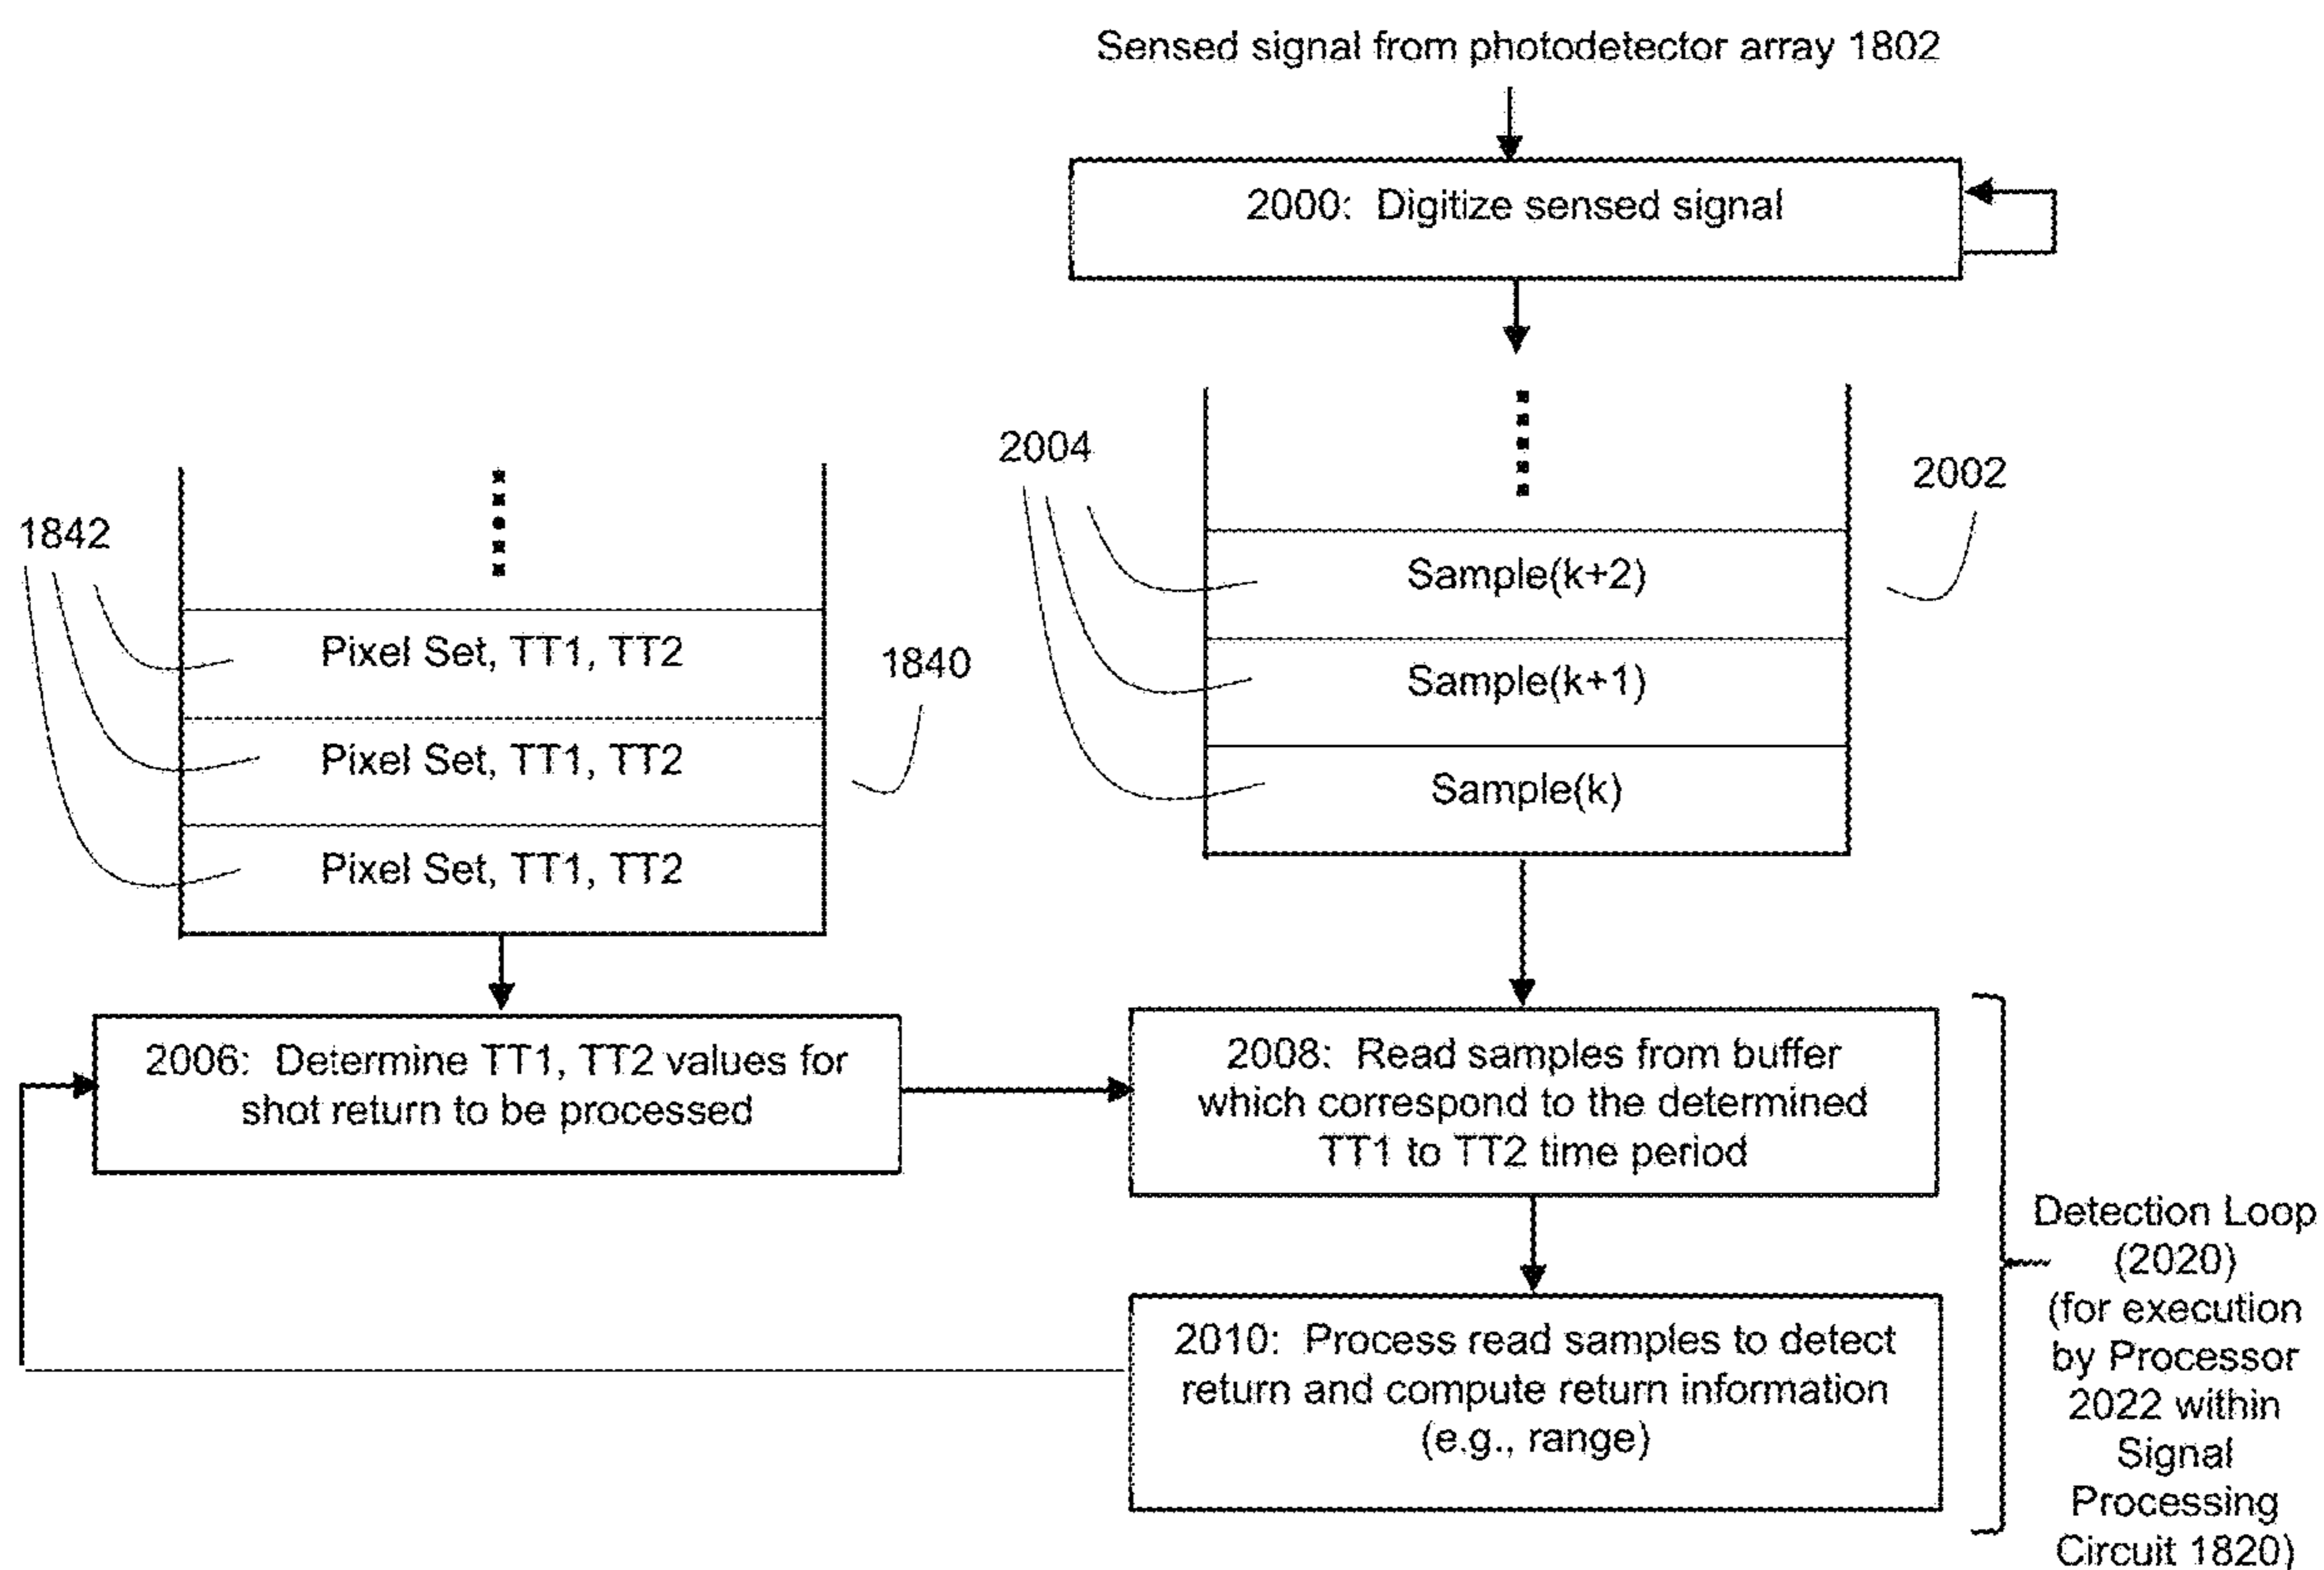 Sensed signal from photodetector array 1802
2000: Digitize sensed signal
2004
2002
1842
Sample(k+2)
Pixel Set, TT1, TT2
1840
Sample(k+1)
Pixel Set, TT1, TT2
Sample(k)
Pixel Set, TT1, TT2
2006: Determine TT1, TT2 values for
shot return to be processed
2008: Read samples from buffer
which correspond to the determined
TT1 to TT2 time period
2010: Process read samples to detect
return and compute return information
(e.g., range)
Detection Loop
(2020)
(for execution
by Processor
2022 within
Signal
Processing
Circuit 1820)